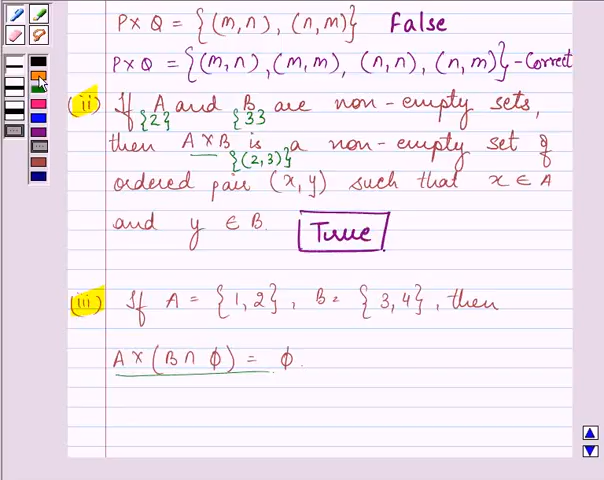 P × Q = {(m,n), (n,m)} False
P × Q = {(m,n), (m,m), (n,n), (n,m)} - Correct
(ii) If A and B are non-empty sets,
{2} {3}
then A × B is a non-empty set of
{(2,3)}
ordered pair (x,y) such that x ∈ A
and y ∈ B. True
(iii) If A = {1,2}, B = {3,4}, then
A × (B ∩ ϕ) = ϕ.